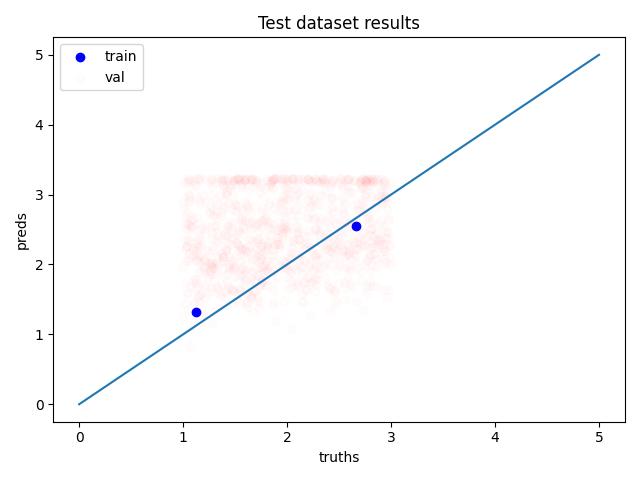 Test dataset results
train
val
preds
5
4
3
2
1
0
0 1 2 3 4 5
truths